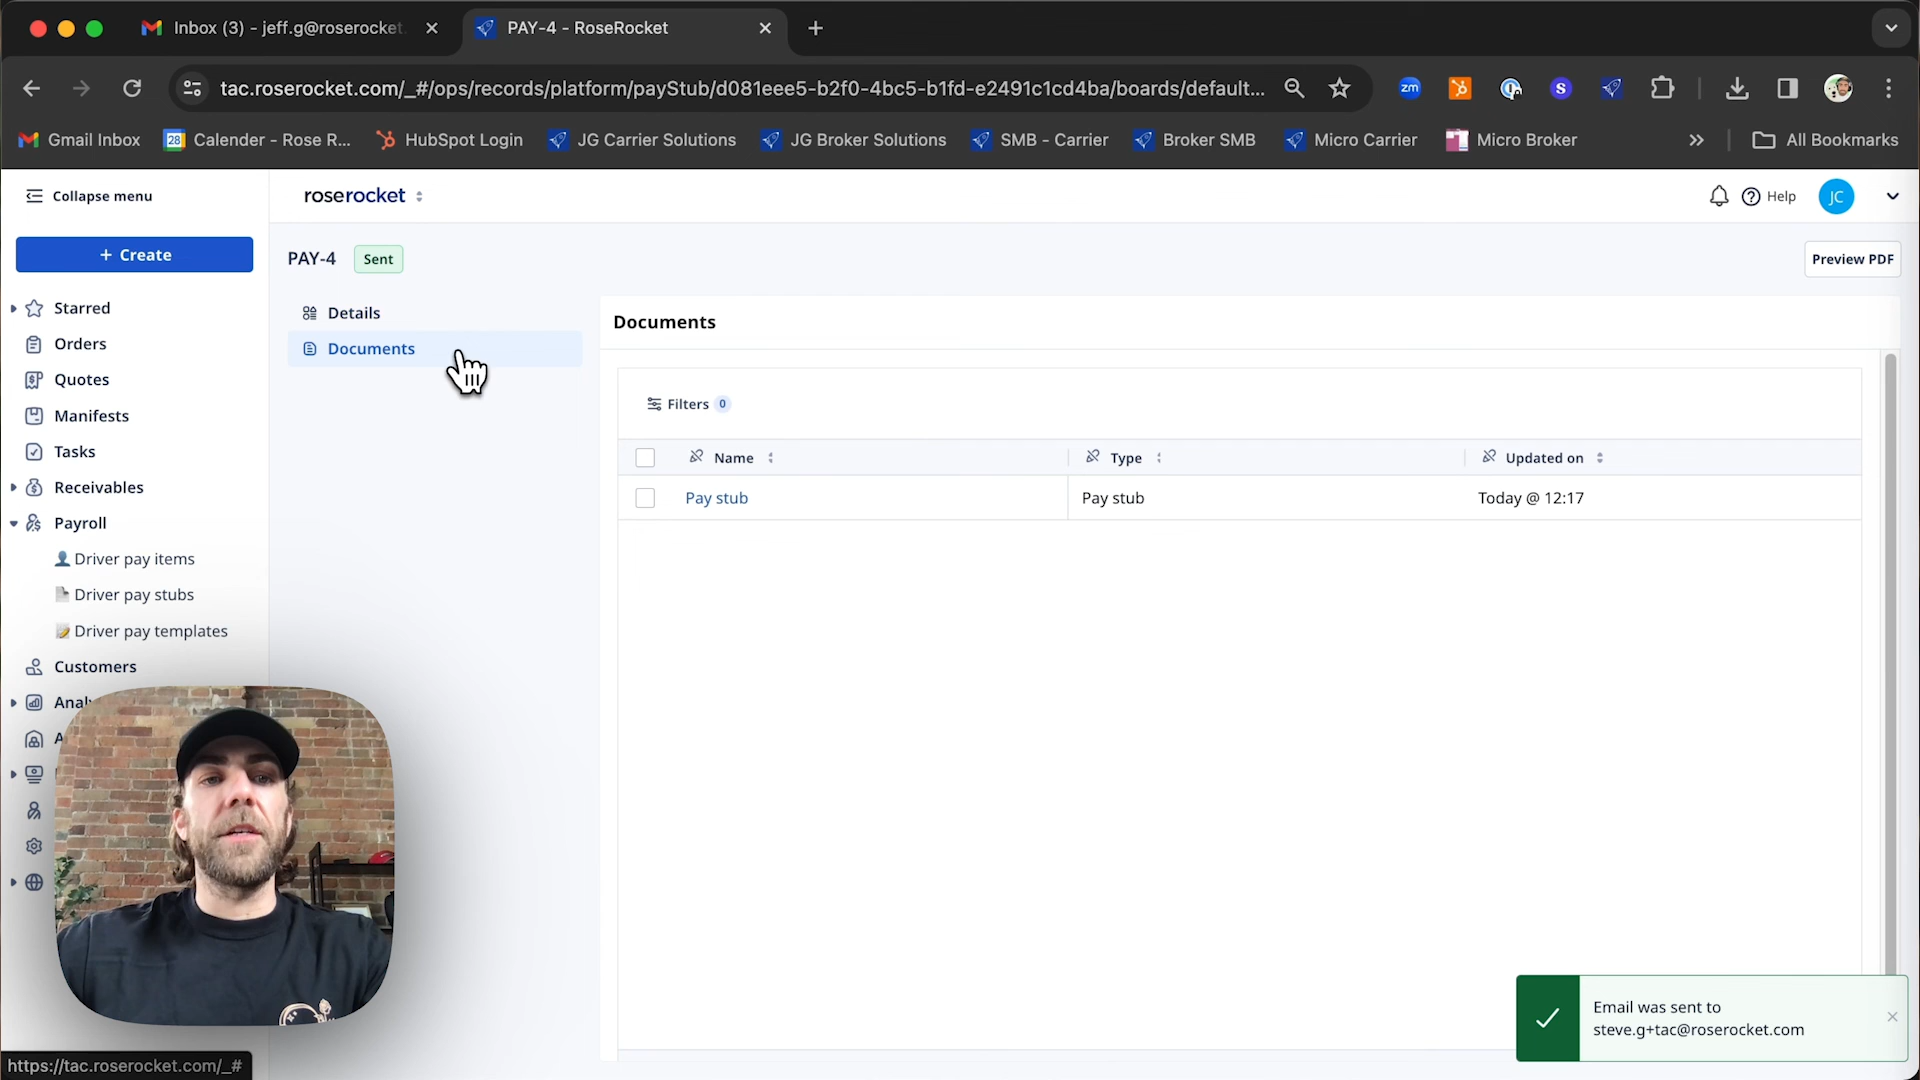 Inbox (3) - jeff.g@roserocket.
PAY-4 - RoseRocket
tac.roserocket.com/_#/ops/records/platform/payStub/d081eee5-b2f0-4bc5-b1fd-e2491c1cd4ba/boards/default...
zm
S
Gmail Inbox
28
Calender - Rose R...
HubSpot Login
JG Carrier Solutions
JG Broker Solutions
SMB - Carrier
Broker SMB
Micro Carrier
Micro Broker
All Bookmarks
Collapse menu
roserocket
Help
JC
+ Create
PAY-4
Sent
Preview PDF
Starred
Orders
Quotes
Manifests
Tasks
Receivables
Payroll
Driver pay items
Driver pay stubs
Driver pay templates
Customers
Details
Documents
Documents
Filters 0
Name
Type
Updated on
Pay stub
Pay stub
Today @ 12:17
Email was sent to
steve.g+tac@roserocket.com
https://tac.roserocket.com/_#